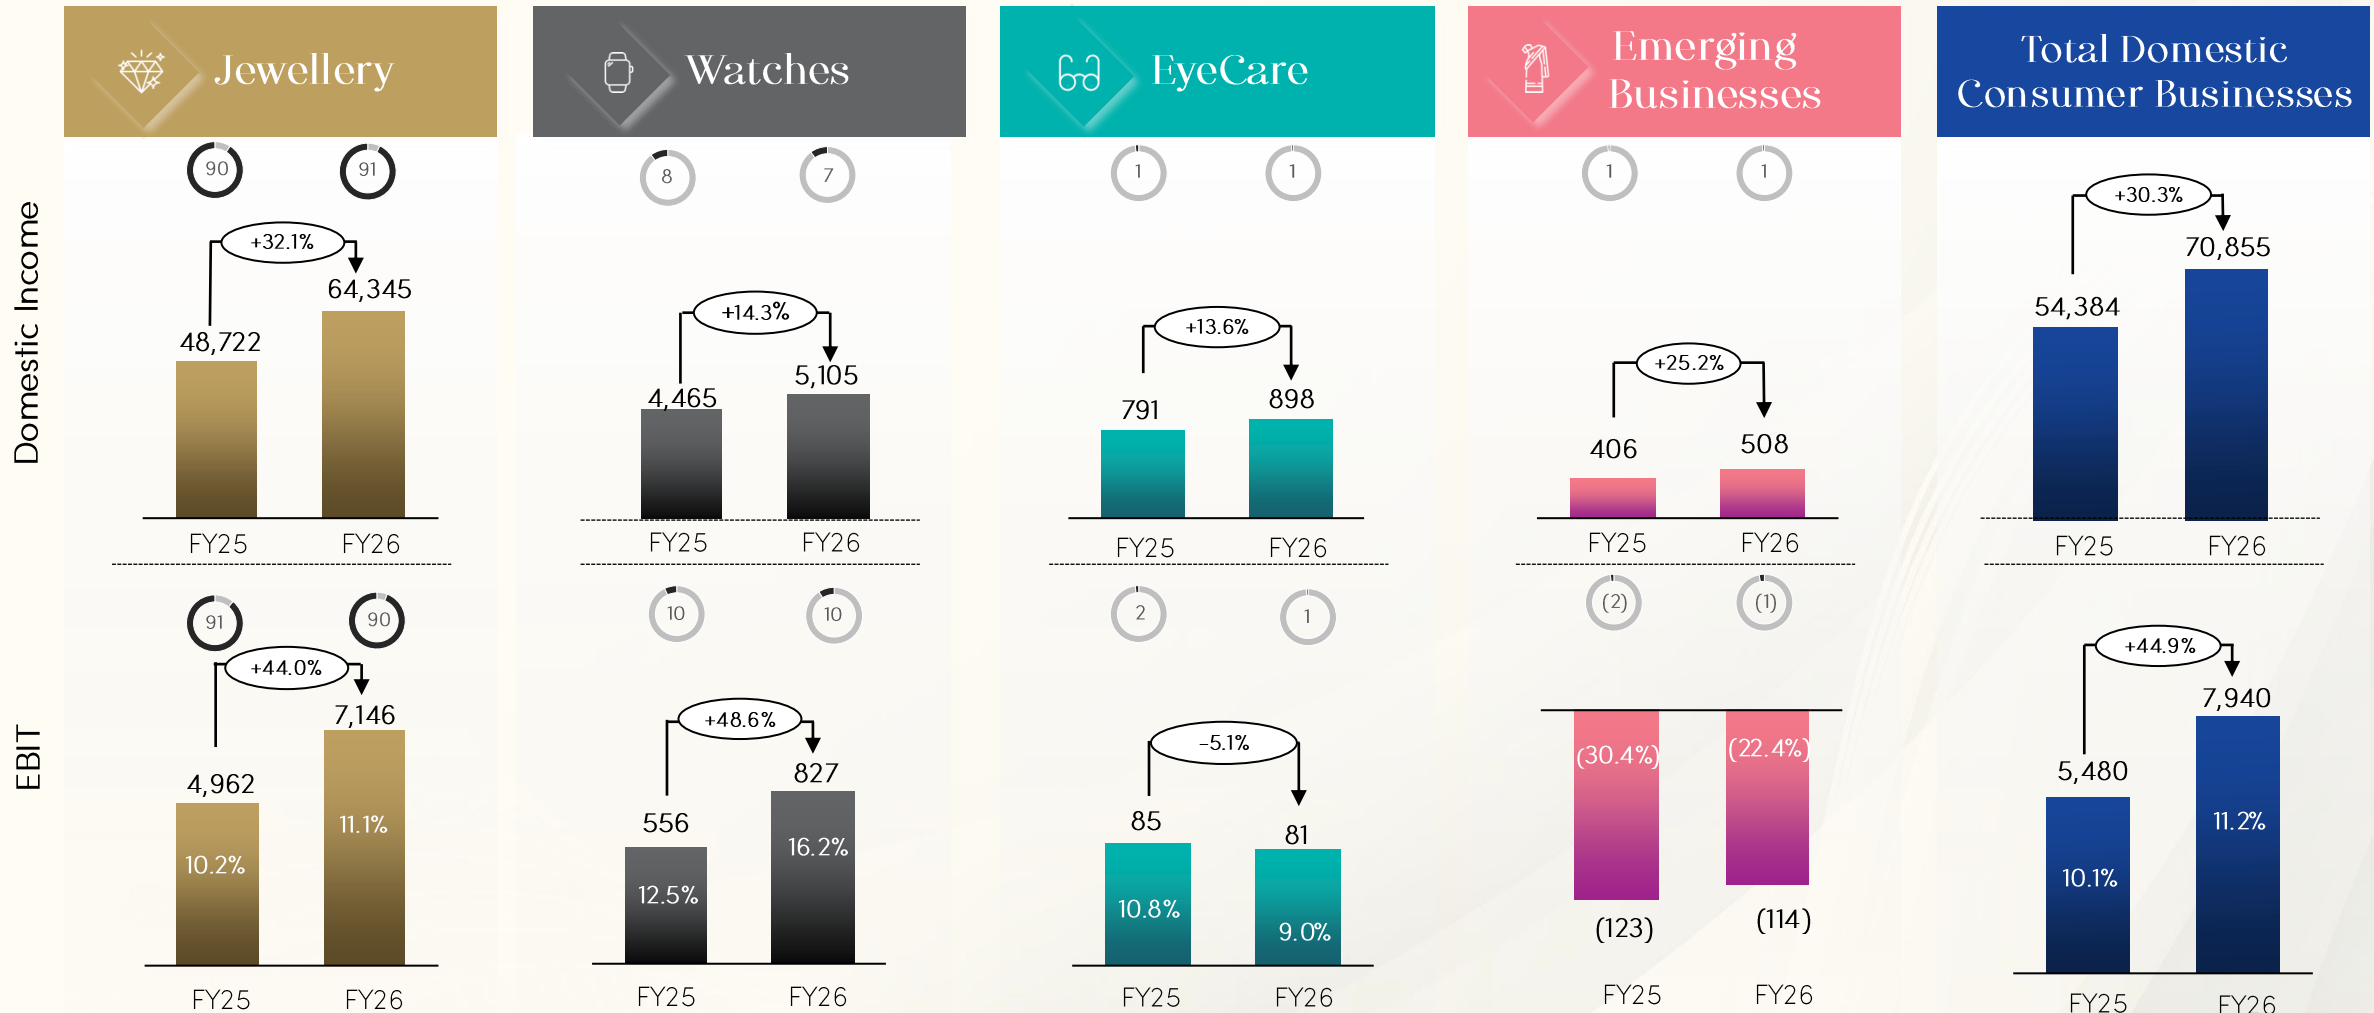 Jewellery
Watches
EyeCare
Emerging
Businesses
Total Domestic
Consumer Businesses
Domestic Income
90
91
+32.1%
48,722
64,345
FY25
FY26
8
7
+14.3%
4,465
5,105
FY25
FY26
1
1
+13.6%
791
898
FY25
FY26
1
1
+25.2%
406
508
FY25
FY26
+30.3%
54,384
70,855
FY25
FY26
EBIT
91
90
+44.0%
4,962
7,146
10.2%
11.1%
FY25
FY26
10
10
+48.6%
556
827
12.5%
16.2%
FY25
FY26
2
1
-5.1%
85
81
10.8%
9.0%
FY25
FY26
(2)
(1)
(30.4%)
(22.4%)
(123)
(114)
FY25
FY26
+44.9%
5,480
7,940
10.1%
11.2%
FY25
FY26